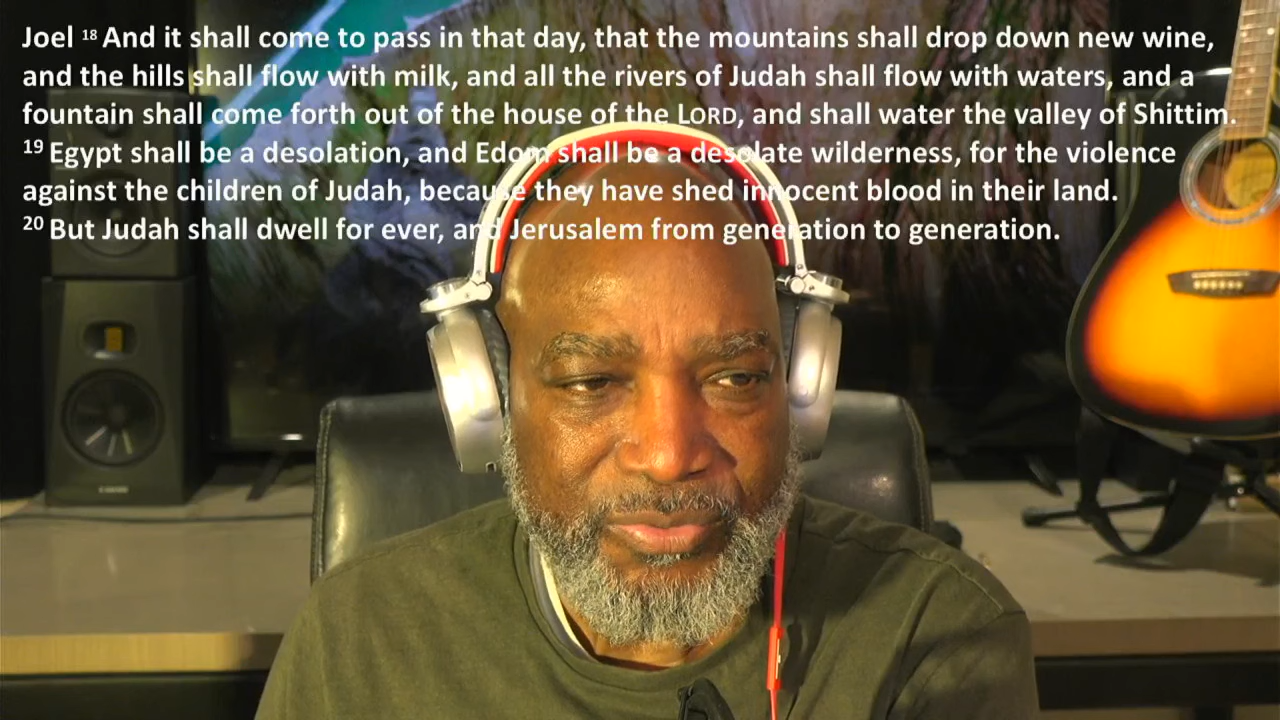 Joel 18 And it shall come to pass in that day, that the mountains shall drop down new wine,
and the hills shall flow with milk, and all the rivers of Judah shall flow with waters, and a
fountain shall come forth out of the house of the LORD, and shall water the valley of Shittim.
19 Egypt shall be a desolation, and Edom shall be a desolate wilderness, for the violence
against the children of Judah, because they have shed innocent blood in their land.
20 But Judah shall dwell for ever, and Jerusalem from generation to generation.